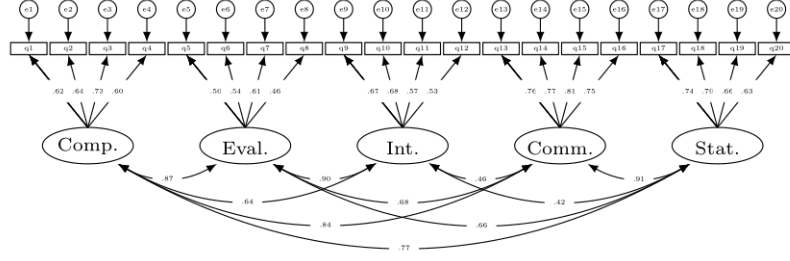 e1 e2 e3 e4 e5 e6 e7 e8 e9 e10 e11 e12 e13 e14 e15 e16 e17 e18 e19 e20
q1 q2 q3 q4 q5 q6 q7 q8 q9 q10 q11 q12 q13 q14 q15 q16 q17 q18 q19 q20
.62 .64 .73 .60 .50 .54 .61 .46 .67 .68 .57 .53 .76 .77 .81 .75 .74 .70 .66 .63
Comp. Eval. Int. Comm. Stat.
.87 .90 .46 .91
.64 .68 .42
.84 .66
.77